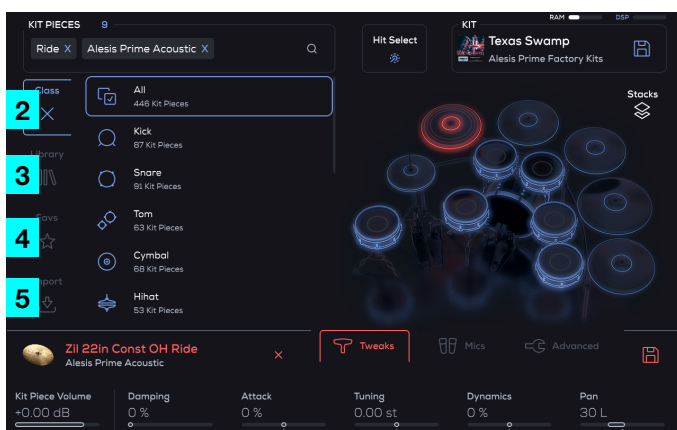 KIT PIECES 9
RAM DSP
KIT
Ride X Alesis Prime Acoustic X
Hit Select
Texas Swamp
Alesis Prime Factory Kits
Class
2
All
446 Kit Pieces
Stacks
Kick
87 Kit Pieces
Library
3
Snare
91 Kit Pieces
Favs
4
Tom
63 Kit Pieces
Cymbal
68 Kit Pieces
Import
5
Hihat
53 Kit Pieces
Zil 22in Const OH Ride X
Alesis Prime Acoustic
Tweaks Mics Advanced
Kit Piece Volume Damping Attack Tuning Dynamics Pan
+0.00 dB 0 % 0 % 0.00 st 0 % 30 L